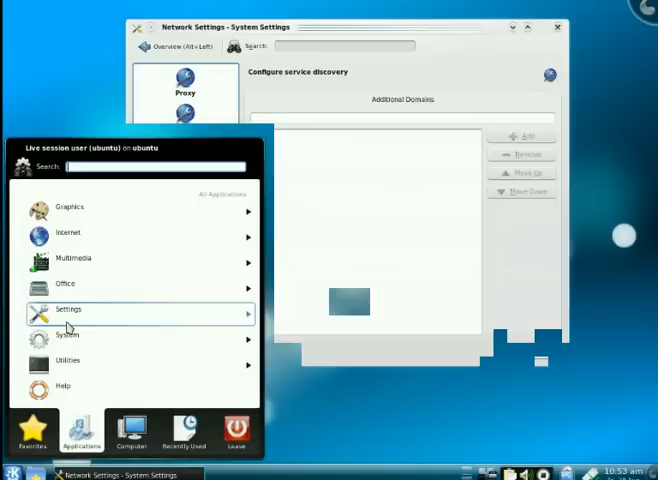 Network Settings - System Settings
Overview (Alt+Left)
Search:
Proxy
Configure service discovery
Additional Domains
Add
Remove
Move Up
Move Down
Live session user (ubuntu) on ubuntu
Search:
All Applications
Graphics
Internet
Multimedia
Office
Settings
System
Utilities
Help
Favorites
Applications
Computer
Recently Used
Leave
Network Settings - System Settings
10:53 am